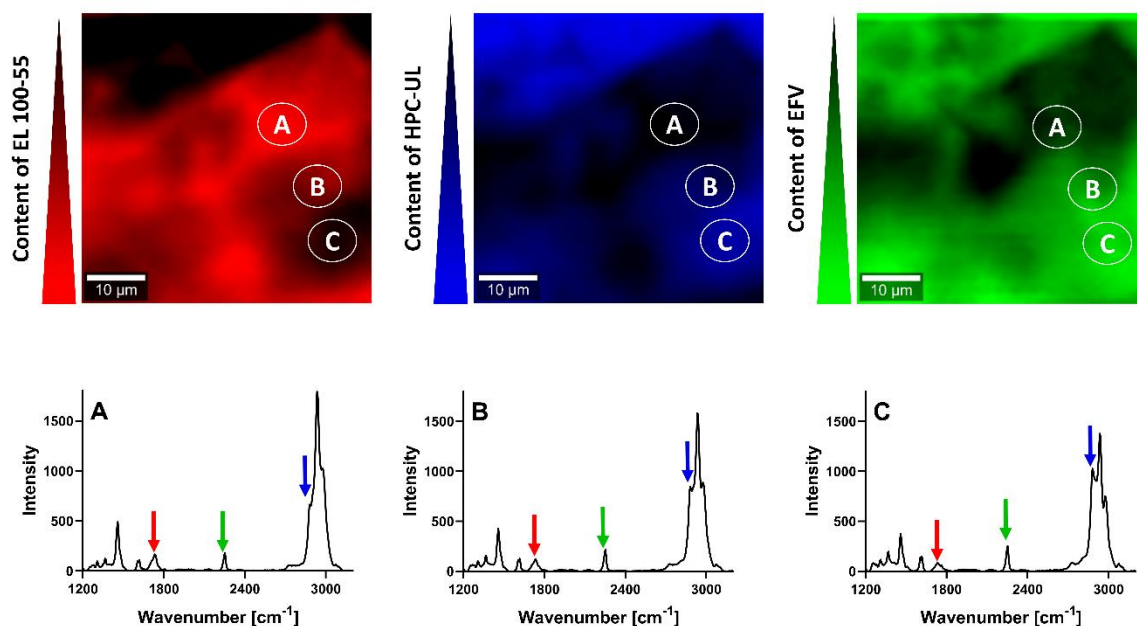 Content of EL 100-55
A
B
C
10 µm
Content of HPC-UL
A
B
C
10 µm
Content of EFV
A
B
C
10 µm
A
Intensity
1500
1000
500
0
1200 1800 2400 3000
Wavenumber [cm⁻¹]
B
Intensity
1500
1000
500
0
1200 1800 2400 3000
Wavenumber [cm⁻¹]
C
Intensity
1500
1000
500
0
1200 1800 2400 3000
Wavenumber [cm⁻¹]